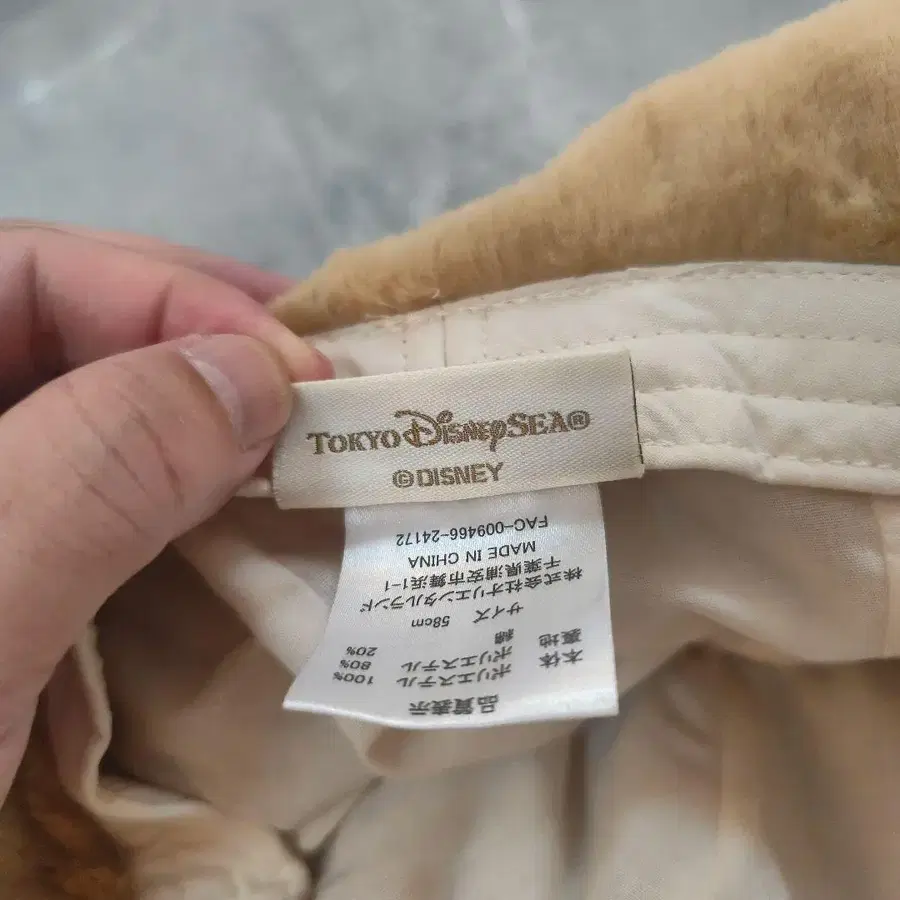 TOKYO DISNEYSEA®
©DISNEY
品質表示
本体 ポリエステル 100%
裏地 ポリエステル 80%
綿 20%
サイズ 58cm
株式会社オリエンタルランド
千葉県浦安市舞浜1-1
MADE IN CHINA
FAC-009466-24172